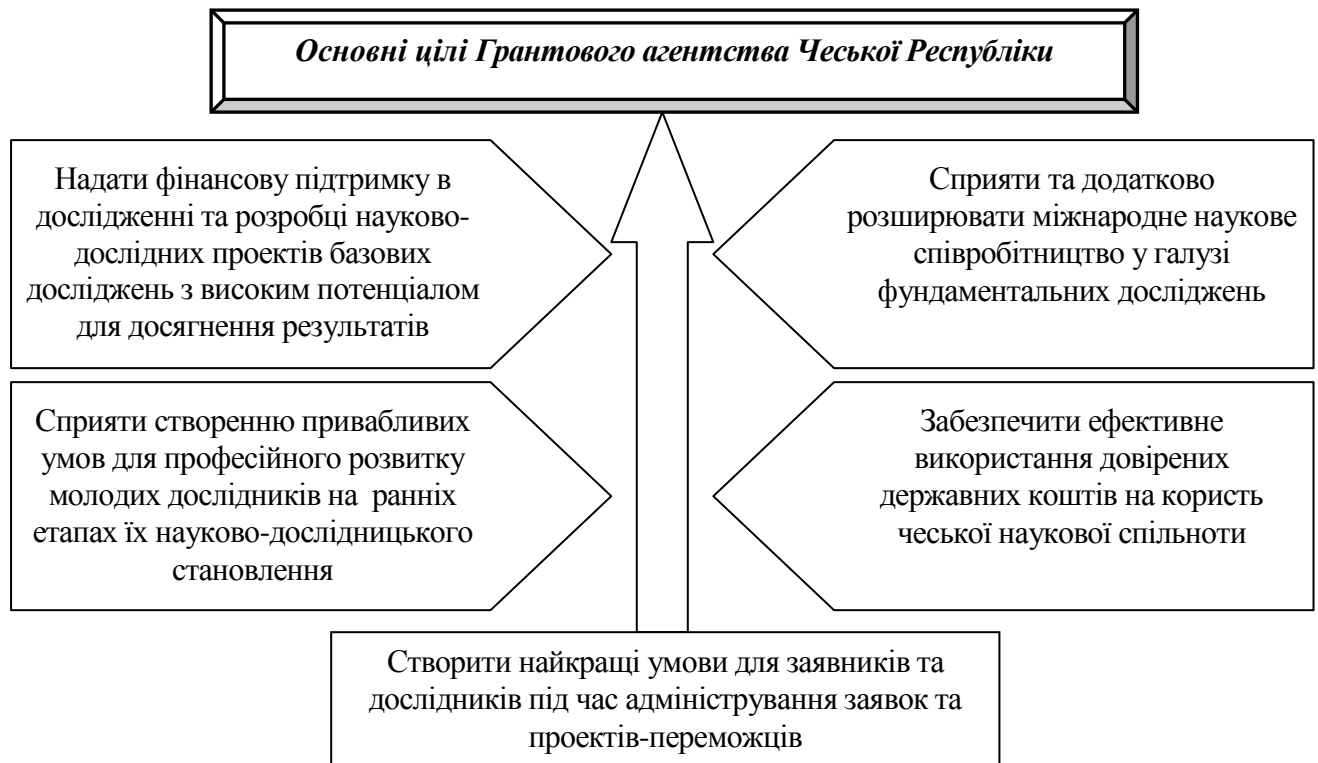 Основні цілі Грантового агентства Чеської Республіки
Надати фінансову підтримку в
дослідженні та розробці науково-
дослідних проектів базових
досліджень з високим потенціалом
для досягнення результатів
Сприяти та додатково
розширювати міжнародне наукове
співробітництво у галузі
фундаментальних досліджень
Сприяти створенню привабливих
умов для професійного розвитку
молодих дослідників на ранніх
етапах їх науково-дослідницького
становлення
Забезпечити ефективне
використання довірених
державних коштів на користь
чеської наукової спільноти
Створити найкращі умови для заявників та
дослідників під час адміністрування заявок та
проектів-переможців